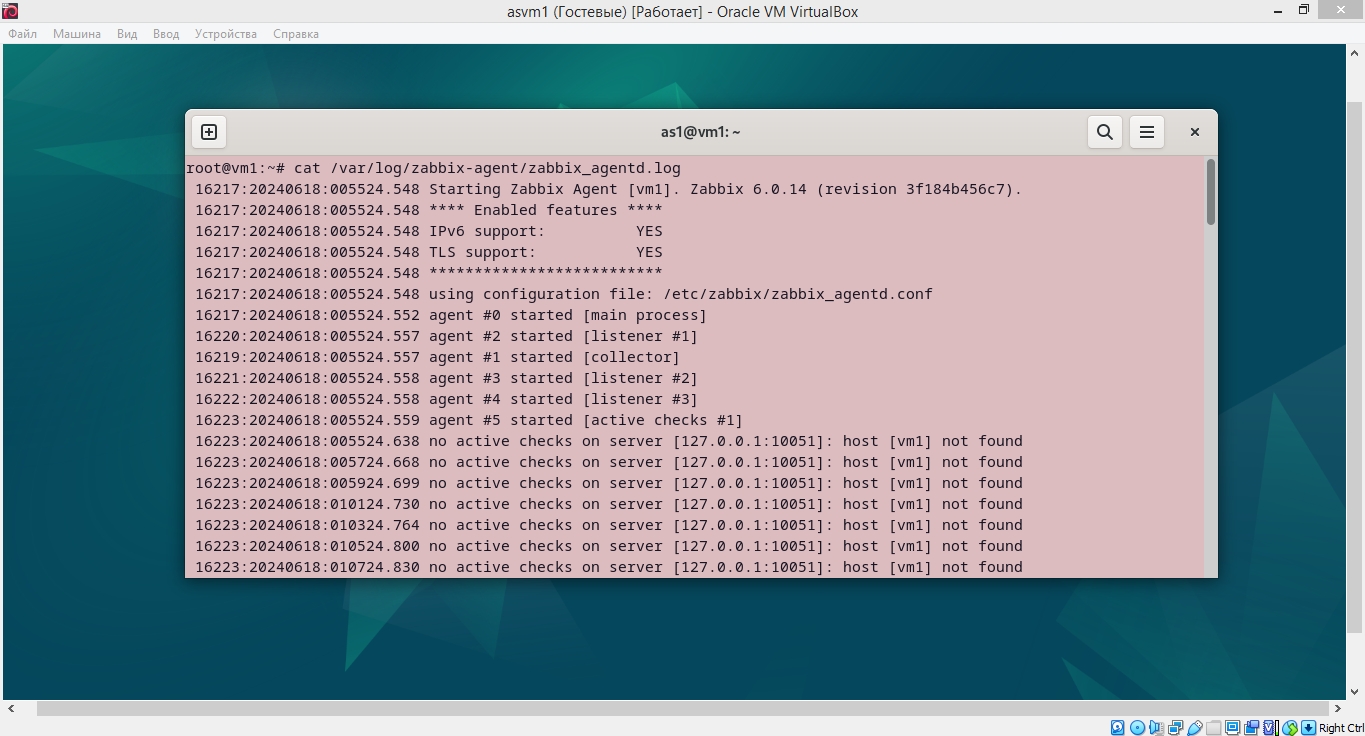 asvm1 (Гостевые) [Работает] - Oracle VM VirtualBox
Файл Машина Вид Ввод Устройства Справка
as1@vm1: ~
root@vm1:~# cat /var/log/zabbix-agent/zabbix_agentd.log
16217:20240618:005524.548 Starting Zabbix Agent [vm1]. Zabbix 6.0.14 (revision 3f184b456c7).
16217:20240618:005524.548 **** Enabled features ****
16217:20240618:005524.548 IPv6 support:          YES
16217:20240618:005524.548 TLS support:           YES
16217:20240618:005524.548 **************************
16217:20240618:005524.548 using configuration file: /etc/zabbix/zabbix_agentd.conf
16217:20240618:005524.552 agent #0 started [main process]
16220:20240618:005524.557 agent #2 started [listener #1]
16219:20240618:005524.557 agent #1 started [collector]
16221:20240618:005524.558 agent #3 started [listener #2]
16222:20240618:005524.558 agent #4 started [listener #3]
16223:20240618:005524.559 agent #5 started [active checks #1]
16223:20240618:005524.638 no active checks on server [127.0.0.1:10051]: host [vm1] not found
16223:20240618:005724.668 no active checks on server [127.0.0.1:10051]: host [vm1] not found
16223:20240618:005924.699 no active checks on server [127.0.0.1:10051]: host [vm1] not found
16223:20240618:010124.730 no active checks on server [127.0.0.1:10051]: host [vm1] not found
16223:20240618:010324.764 no active checks on server [127.0.0.1:10051]: host [vm1] not found
16223:20240618:010524.800 no active checks on server [127.0.0.1:10051]: host [vm1] not found
16223:20240618:010724.830 no active checks on server [127.0.0.1:10051]: host [vm1] not found
Right Ctrl